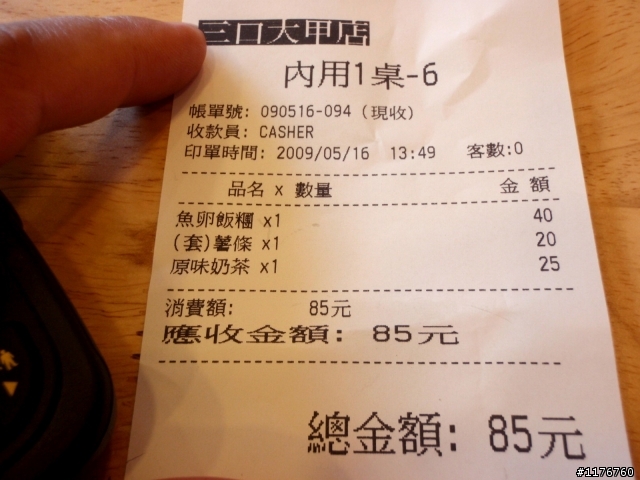 三口大甲店
內用1桌-6
帳單號: 090516-094 (現收)
收款員: CASHER
印單時間: 2009/05/16 13:49 客數:0
品名 x 數量 金 額
魚卵飯糰 x1 40
(套)薯條 x1 20
原味奶茶 x1 25
消費額: 85元
應收金額: 85元
總金額: 85元
#1176760